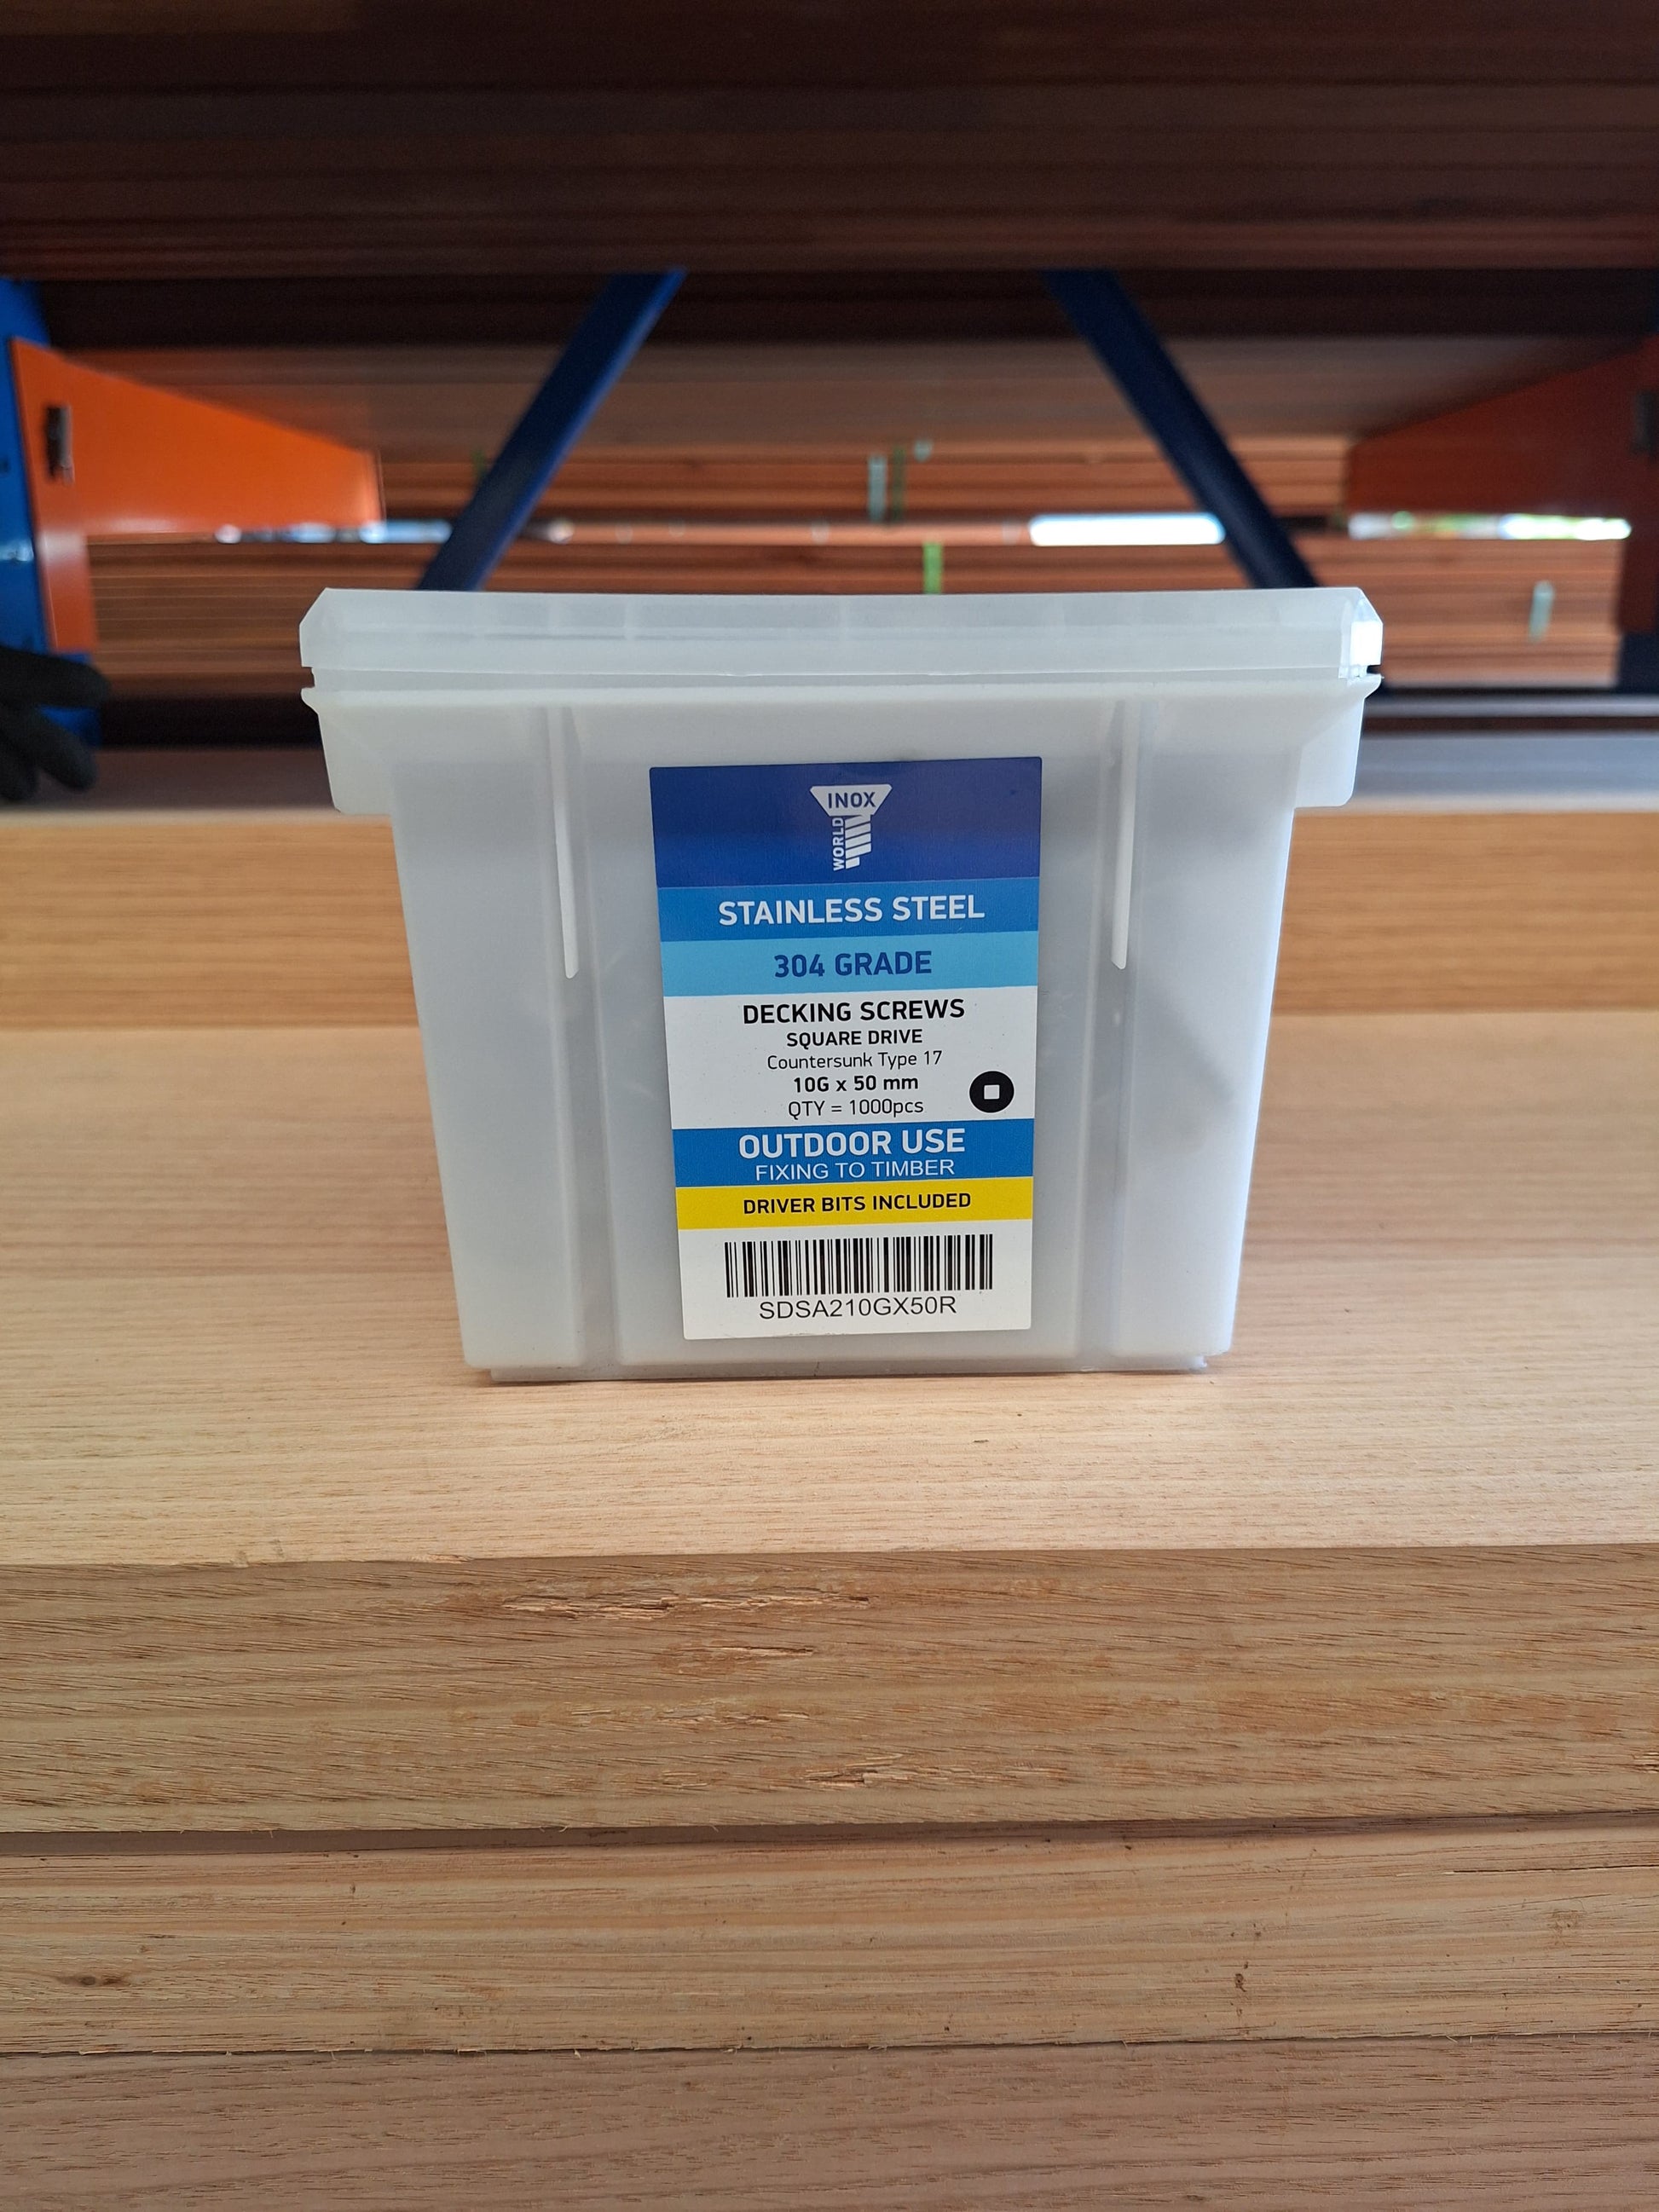 INOX
WORLD
STAINLESS STEEL
304 GRADE
DECKING SCREWS
SQUARE DRIVE
Countersunk Type 17
10G x 50 mm
QTY = 1000pcs
OUTDOOR USE
FIXING TO TIMBER
DRIVER BITS INCLUDED
SDSA210GX50R